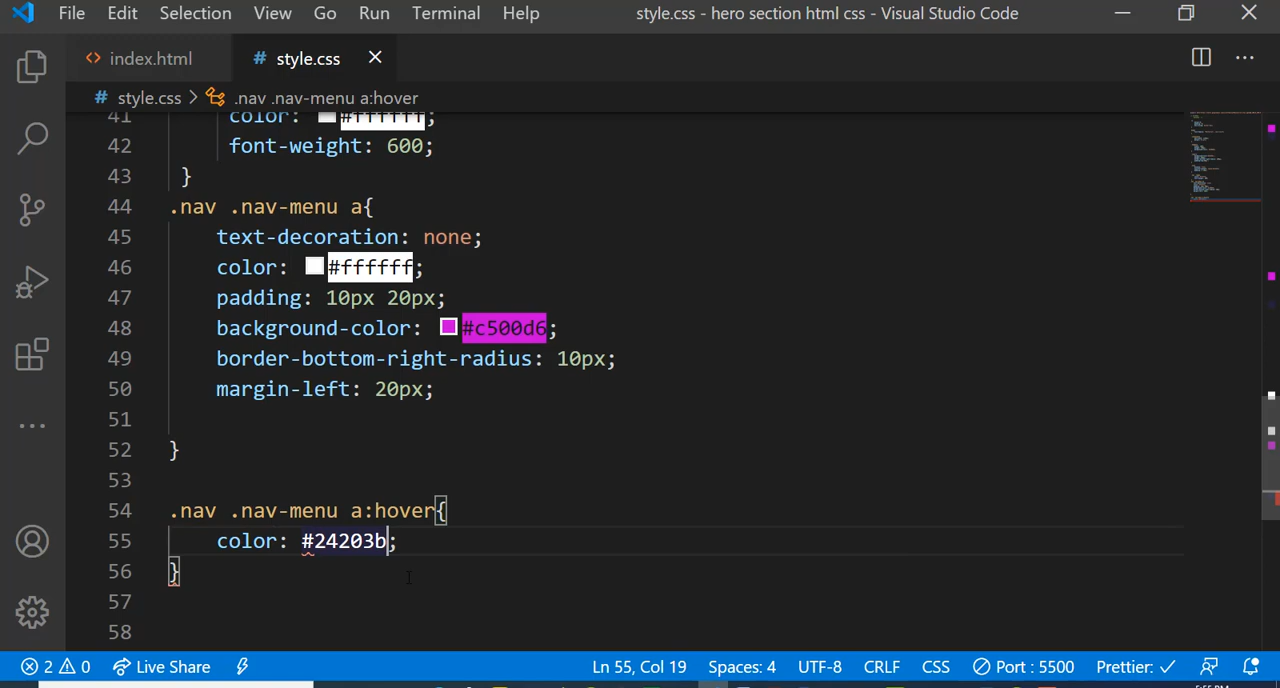 File Edit Selection View Go Run Terminal Help style.css - hero section html css - Visual Studio Code
<> index.html # style.css
# style.css > .nav .nav-menu a:hover
41 color: #ffffff;
42 font-weight: 600;
43 }
44 .nav .nav-menu a{
45 text-decoration: none;
46 color: #ffffff;
47 padding: 10px 20px;
48 background-color: #c500d6;
49 border-bottom-right-radius: 10px;
50 margin-left: 20px;
51
52 }
53
54 .nav .nav-menu a:hover{
55 color: #24203b;
56 }
57
58
2 0 Live Share Ln 55, Col 19 Spaces: 4 UTF-8 CRLF CSS Port : 5500 Prettier: ✓